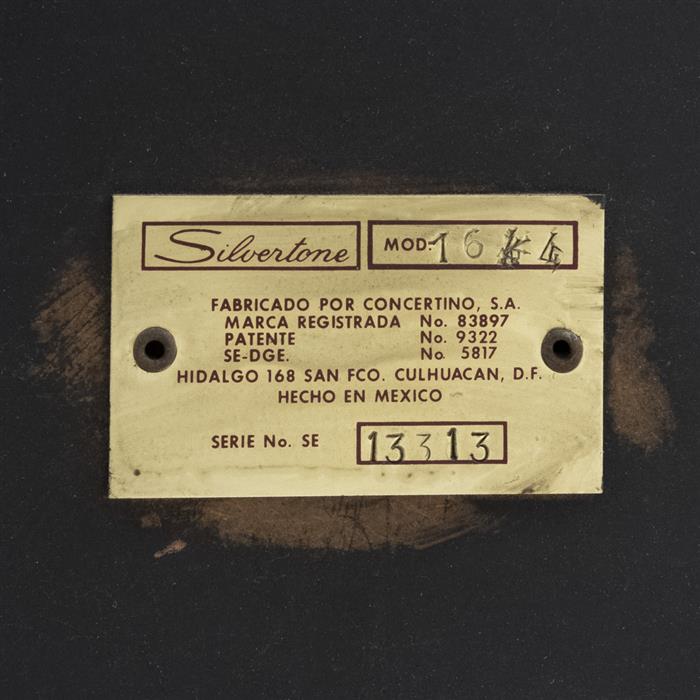 Silvertone
MOD. 1644
FABRICADO POR CONCERTINO, S.A.
MARCA REGISTRADA No. 83897
PATENTE No. 9322
SE-DGE. No. 5817
HIDALGO 168 SAN FCO. CULHUACAN, D.F.
HECHO EN MEXICO
SERIE No. SE 13313